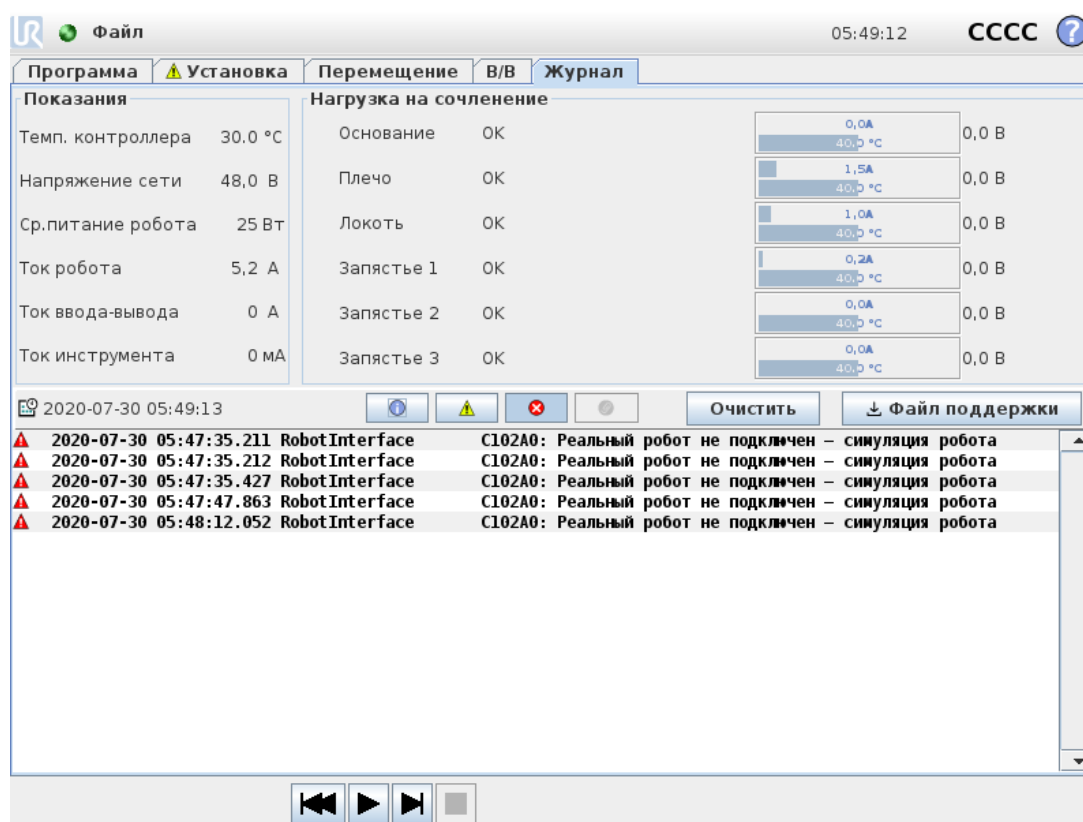 UR Файл 05:49:12 CCCC ?
Программа Установка Перемещение В/В Журнал
Показания Нагрузка на сочленение
Темп. контроллера 30.0 °C
Напряжение сети 48,0 В
Ср.питание робота 25 Вт
Ток робота 5,2 А
Ток ввода-вывода 0 А
Ток инструмента 0 мА
Основание OK 0,0A 40,0 °C 0,0 В
Плечо OK 1,5A 40,0 °C 0,0 В
Локоть OK 1,0A 40,0 °C 0,0 В
Запястье 1 OK 0,2A 40,0 °C 0,0 В
Запястье 2 OK 0,0A 40,0 °C 0,0 В
Запястье 3 OK 0,0A 40,0 °C 0,0 В
2020-07-30 05:49:13 Очистить Файл поддержки
2020-07-30 05:47:35.211 RobotInterface C102A0: Реальный робот не подключен – симуляция робота
2020-07-30 05:47:35.212 RobotInterface C102A0: Реальный робот не подключен – симуляция робота
2020-07-30 05:47:35.427 RobotInterface C102A0: Реальный робот не подключен – симуляция робота
2020-07-30 05:47:47.863 RobotInterface C102A0: Реальный робот не подключен – симуляция робота
2020-07-30 05:48:12.052 RobotInterface C102A0: Реальный робот не подключен – симуляция робота